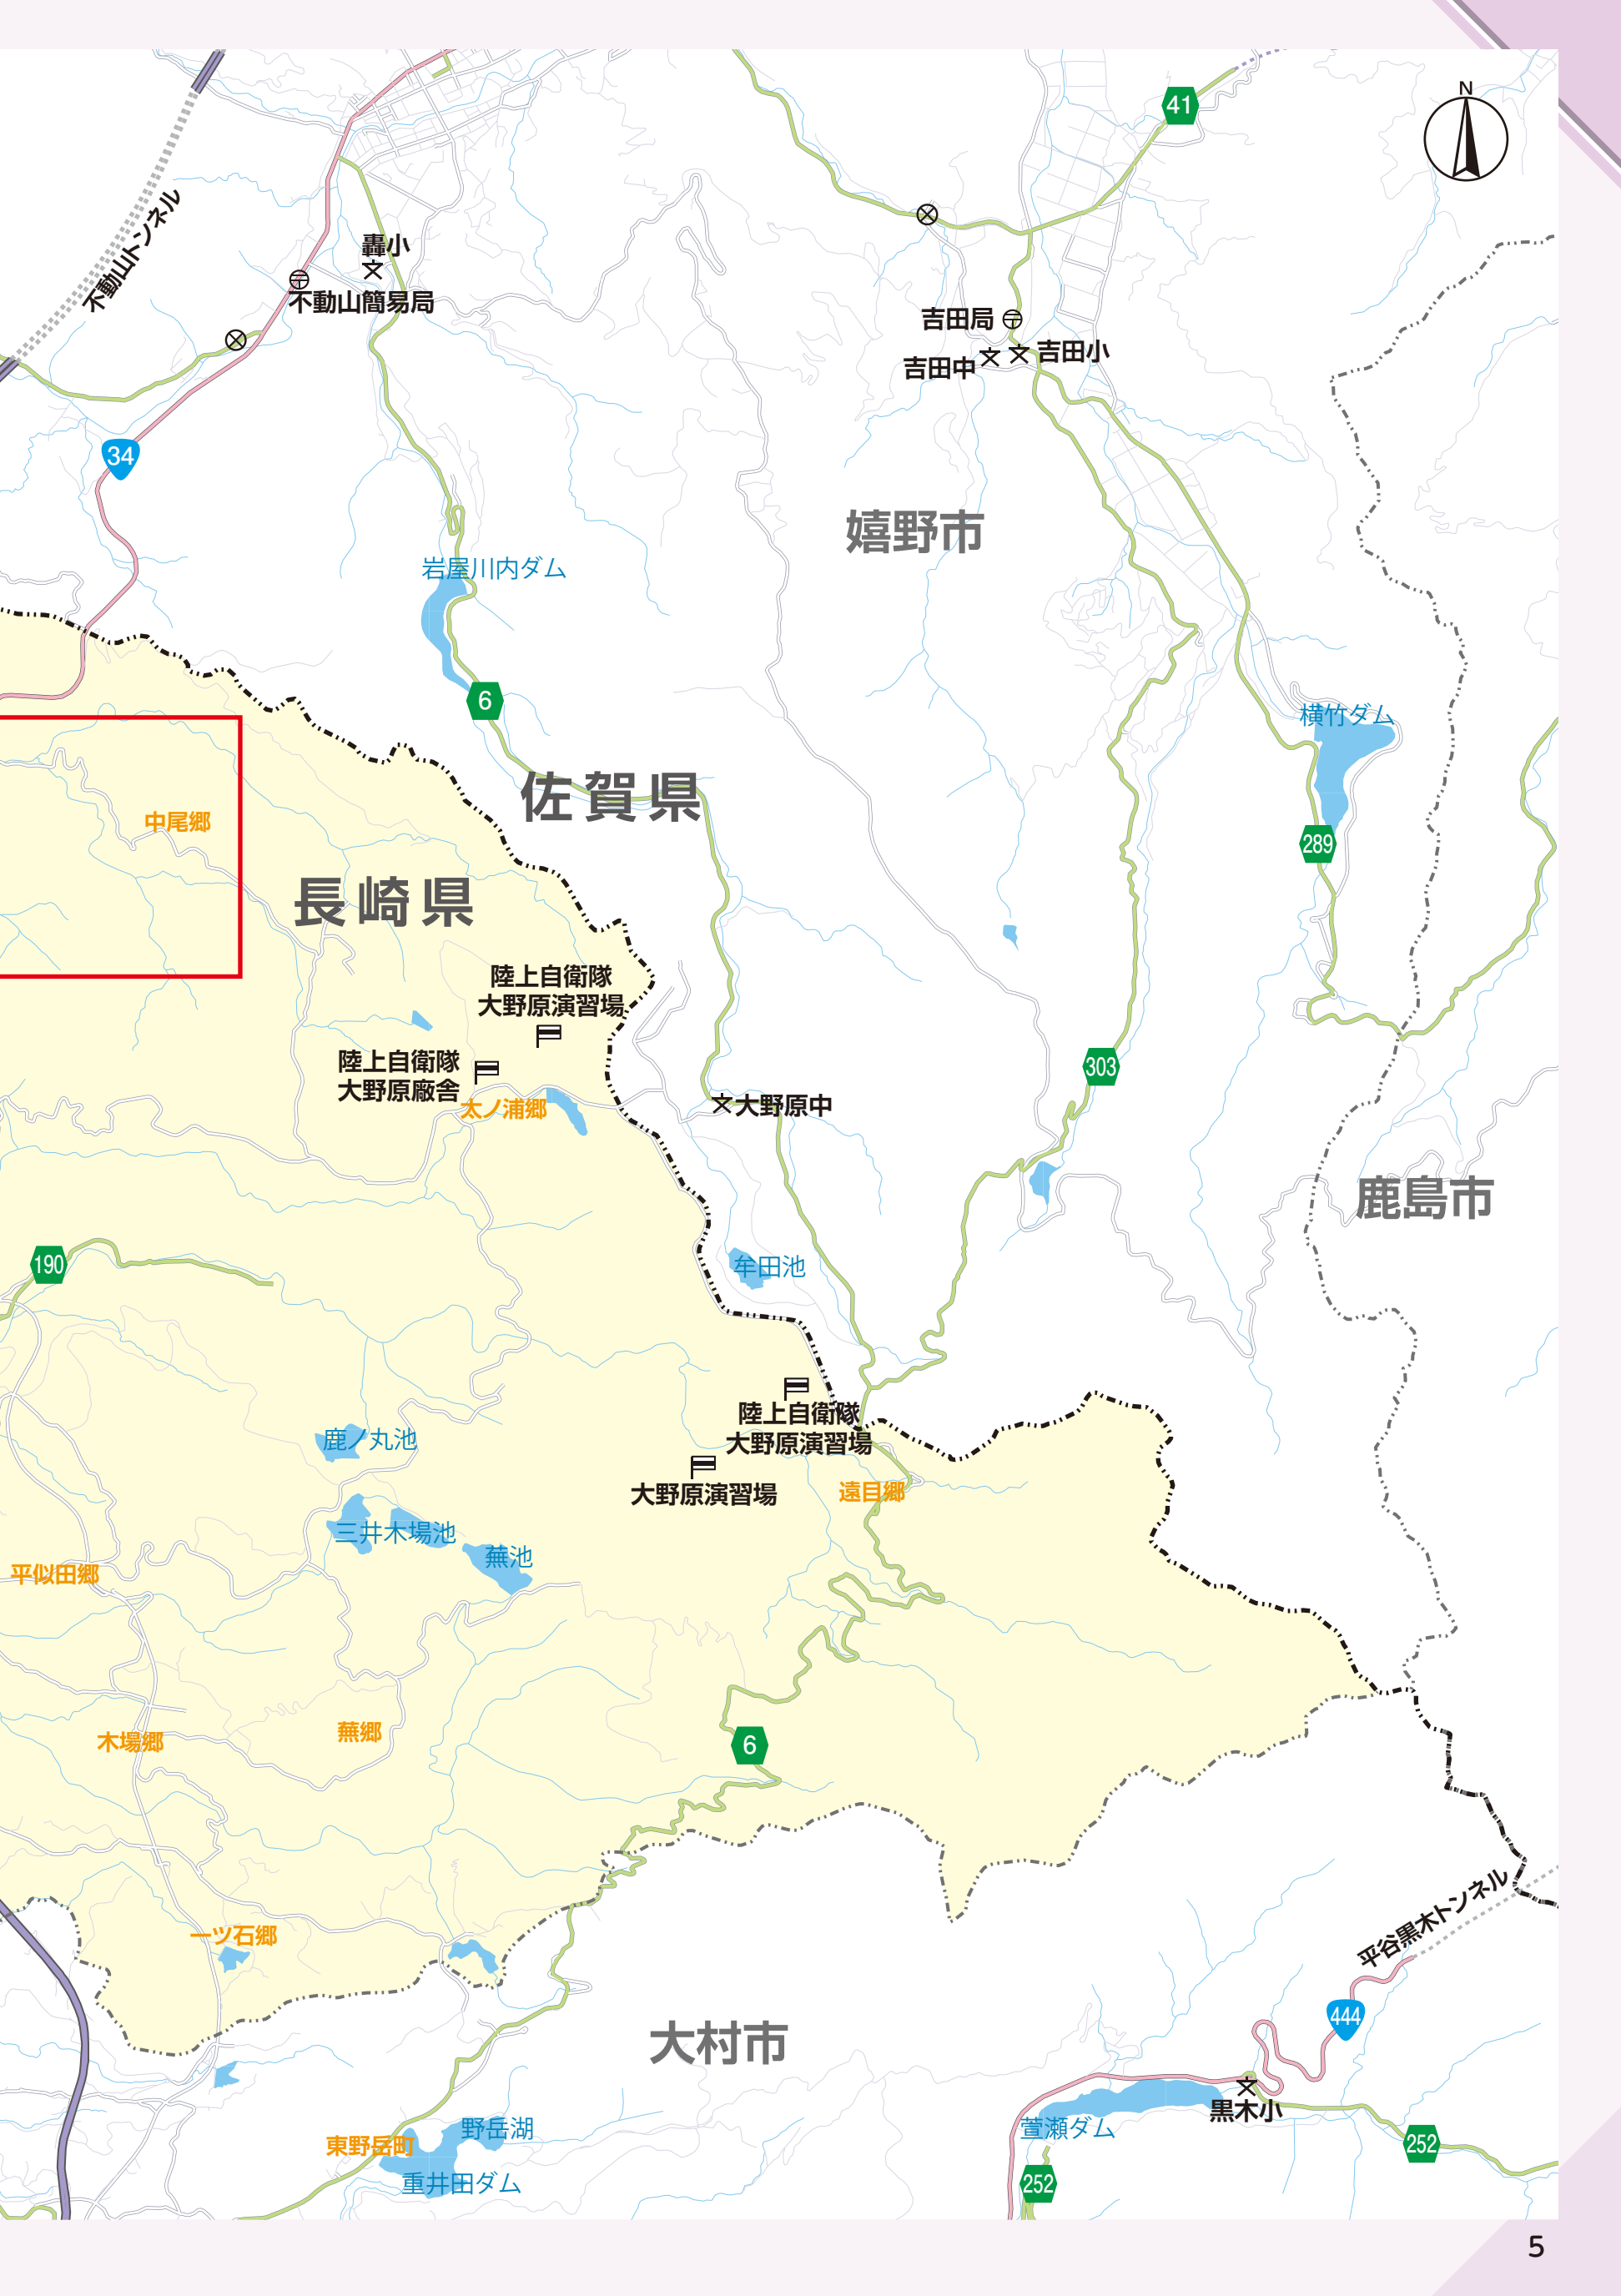 41
N
不動山トンネル
轟小
不動山簡易局
吉田局
吉田中
吉田小
34
嬉野市
岩屋川内ダム
6
横竹ダム
佐賀県
中尾郷
289
長崎県
陸上自衛隊
大野原演習場
陸上自衛隊
大野原廠舎
303
太ノ浦郷
大野原中
鹿島市
190
牟田池
陸上自衛隊
大野原演習場
鹿ノ丸池
大野原演習場
遠目郷
三井木場池
蕪池
平似田郷
木場郷
蕪郷
6
一ツ石郷
平谷黒木トンネル
444
大村市
黒木小
野岳湖
萱瀬ダム
東野岳町
252
重井田ダム
252
5